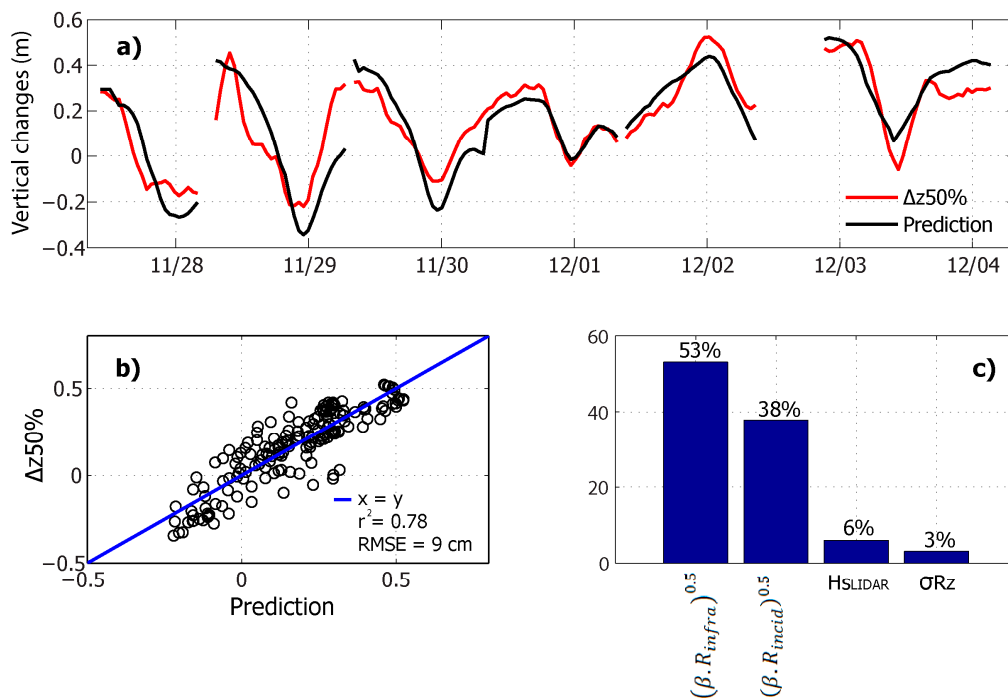 a)
Vertical changes (m)
0.6
0.4
0.2
0
−0.2
−0.4
Δz50%
Prediction
11/28 11/29 11/30 12/01 12/02 12/03 12/04
b)
Δz50%
0.5
0
−0.5
x = y
r²= 0.78
RMSE = 9 cm
−0.5 0 0.5
Prediction
c)
60
40
20
0
53%
38%
6%
3%
(β.Rinfra)^0.5
(β.Rincid)^0.5
HSLIDAR
σRz